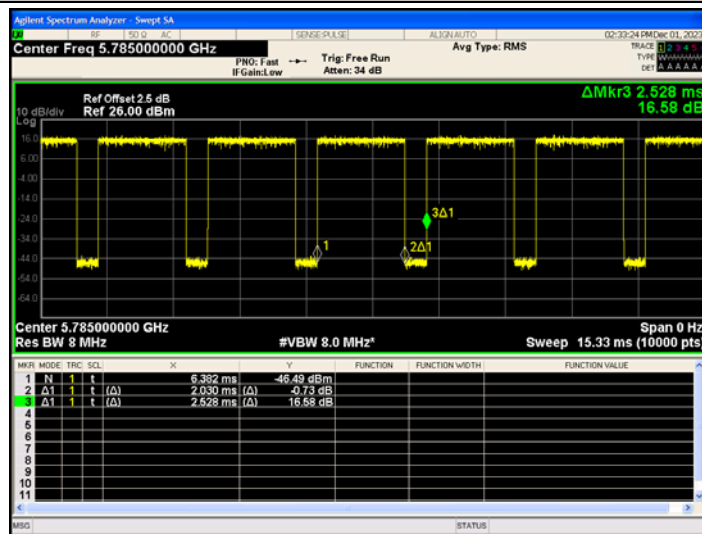 Agilent Spectrum Analyzer - Swept SA
RF 50 Ω AC SENSE:PULSE ALIGN AUTO 02:33:24 PM Dec 01, 2023
Center Freq 5.785000000 GHz
PNO: Fast
IFGain:Low
Trig: Free Run
Atten: 34 dB
Avg Type: RMS
TRACE 1 2 3 4 5
TYPE
DET A A A A A
ΔMkr3 2.528 ms
16.58 dB
Ref Offset 2.5 dB
10 dB/div Ref 26.00 dBm
Log
16.0
6.00
-4.00
-14.0
-24.0
-34.0
-44.0
-54.0
-64.0
1
2Δ1
3Δ1
Center 5.785000000 GHz Span 0 Hz
Res BW 8 MHz #VBW 8.0 MHz* Sweep 15.33 ms (10000 pts)
MKR MODE TRC SCL X Y FUNCTION FUNCTION WIDTH FUNCTION VALUE
1 N 1 t 6.382 ms -46.49 dBm
2 Δ1 1 t (Δ) 2.030 ms (Δ) -0.73 dB
3 Δ1 1 t (Δ) 2.528 ms (Δ) 16.58 dB
4
5
6
7
8
9
10
11
MSG STATUS